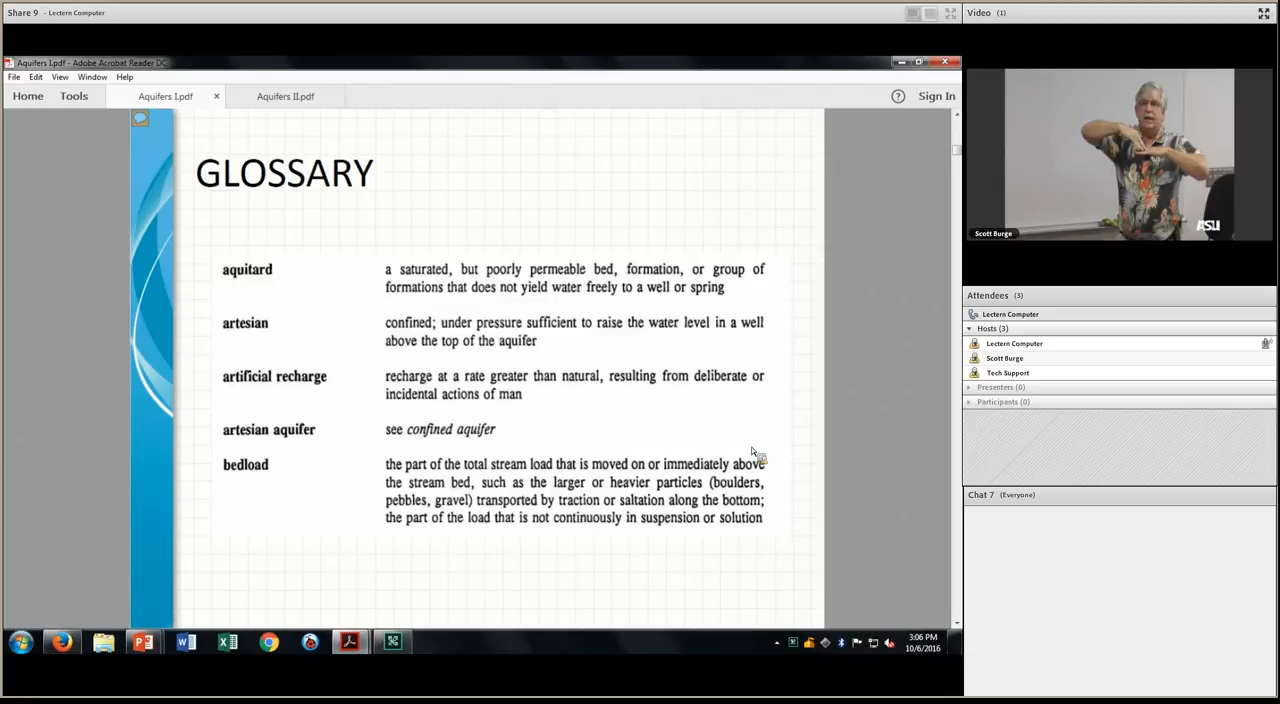 Share 9 - Lectern Computer
Video (1)
Aquifers I.pdf - Adobe Acrobat Reader DC
File Edit View Window Help
Home Tools Aquifers I.pdf × Aquifers II.pdf ? Sign In
GLOSSARY
aquitard a saturated, but poorly permeable bed, formation, or group of
formations that does not yield water freely to a well or spring
artesian confined; under pressure sufficient to raise the water level in a well
above the top of the aquifer
artificial recharge recharge at a rate greater than natural, resulting from deliberate or
incidental actions of man
artesian aquifer see confined aquifer
bedload the part of the total stream load that is moved on or immediately above
the stream bed, such as the larger or heavier particles (boulders,
pebbles, gravel) transported by traction or saltation along the bottom;
the part of the load that is not continuously in suspension or solution
3:06 PM
10/6/2016
Scott Burge
ASU
Attendees (3)
Lectern Computer
Hosts (3)
Lectern Computer
Scott Burge
Tech Support
Presenters (0)
Participants (0)
Chat 7 (Everyone)